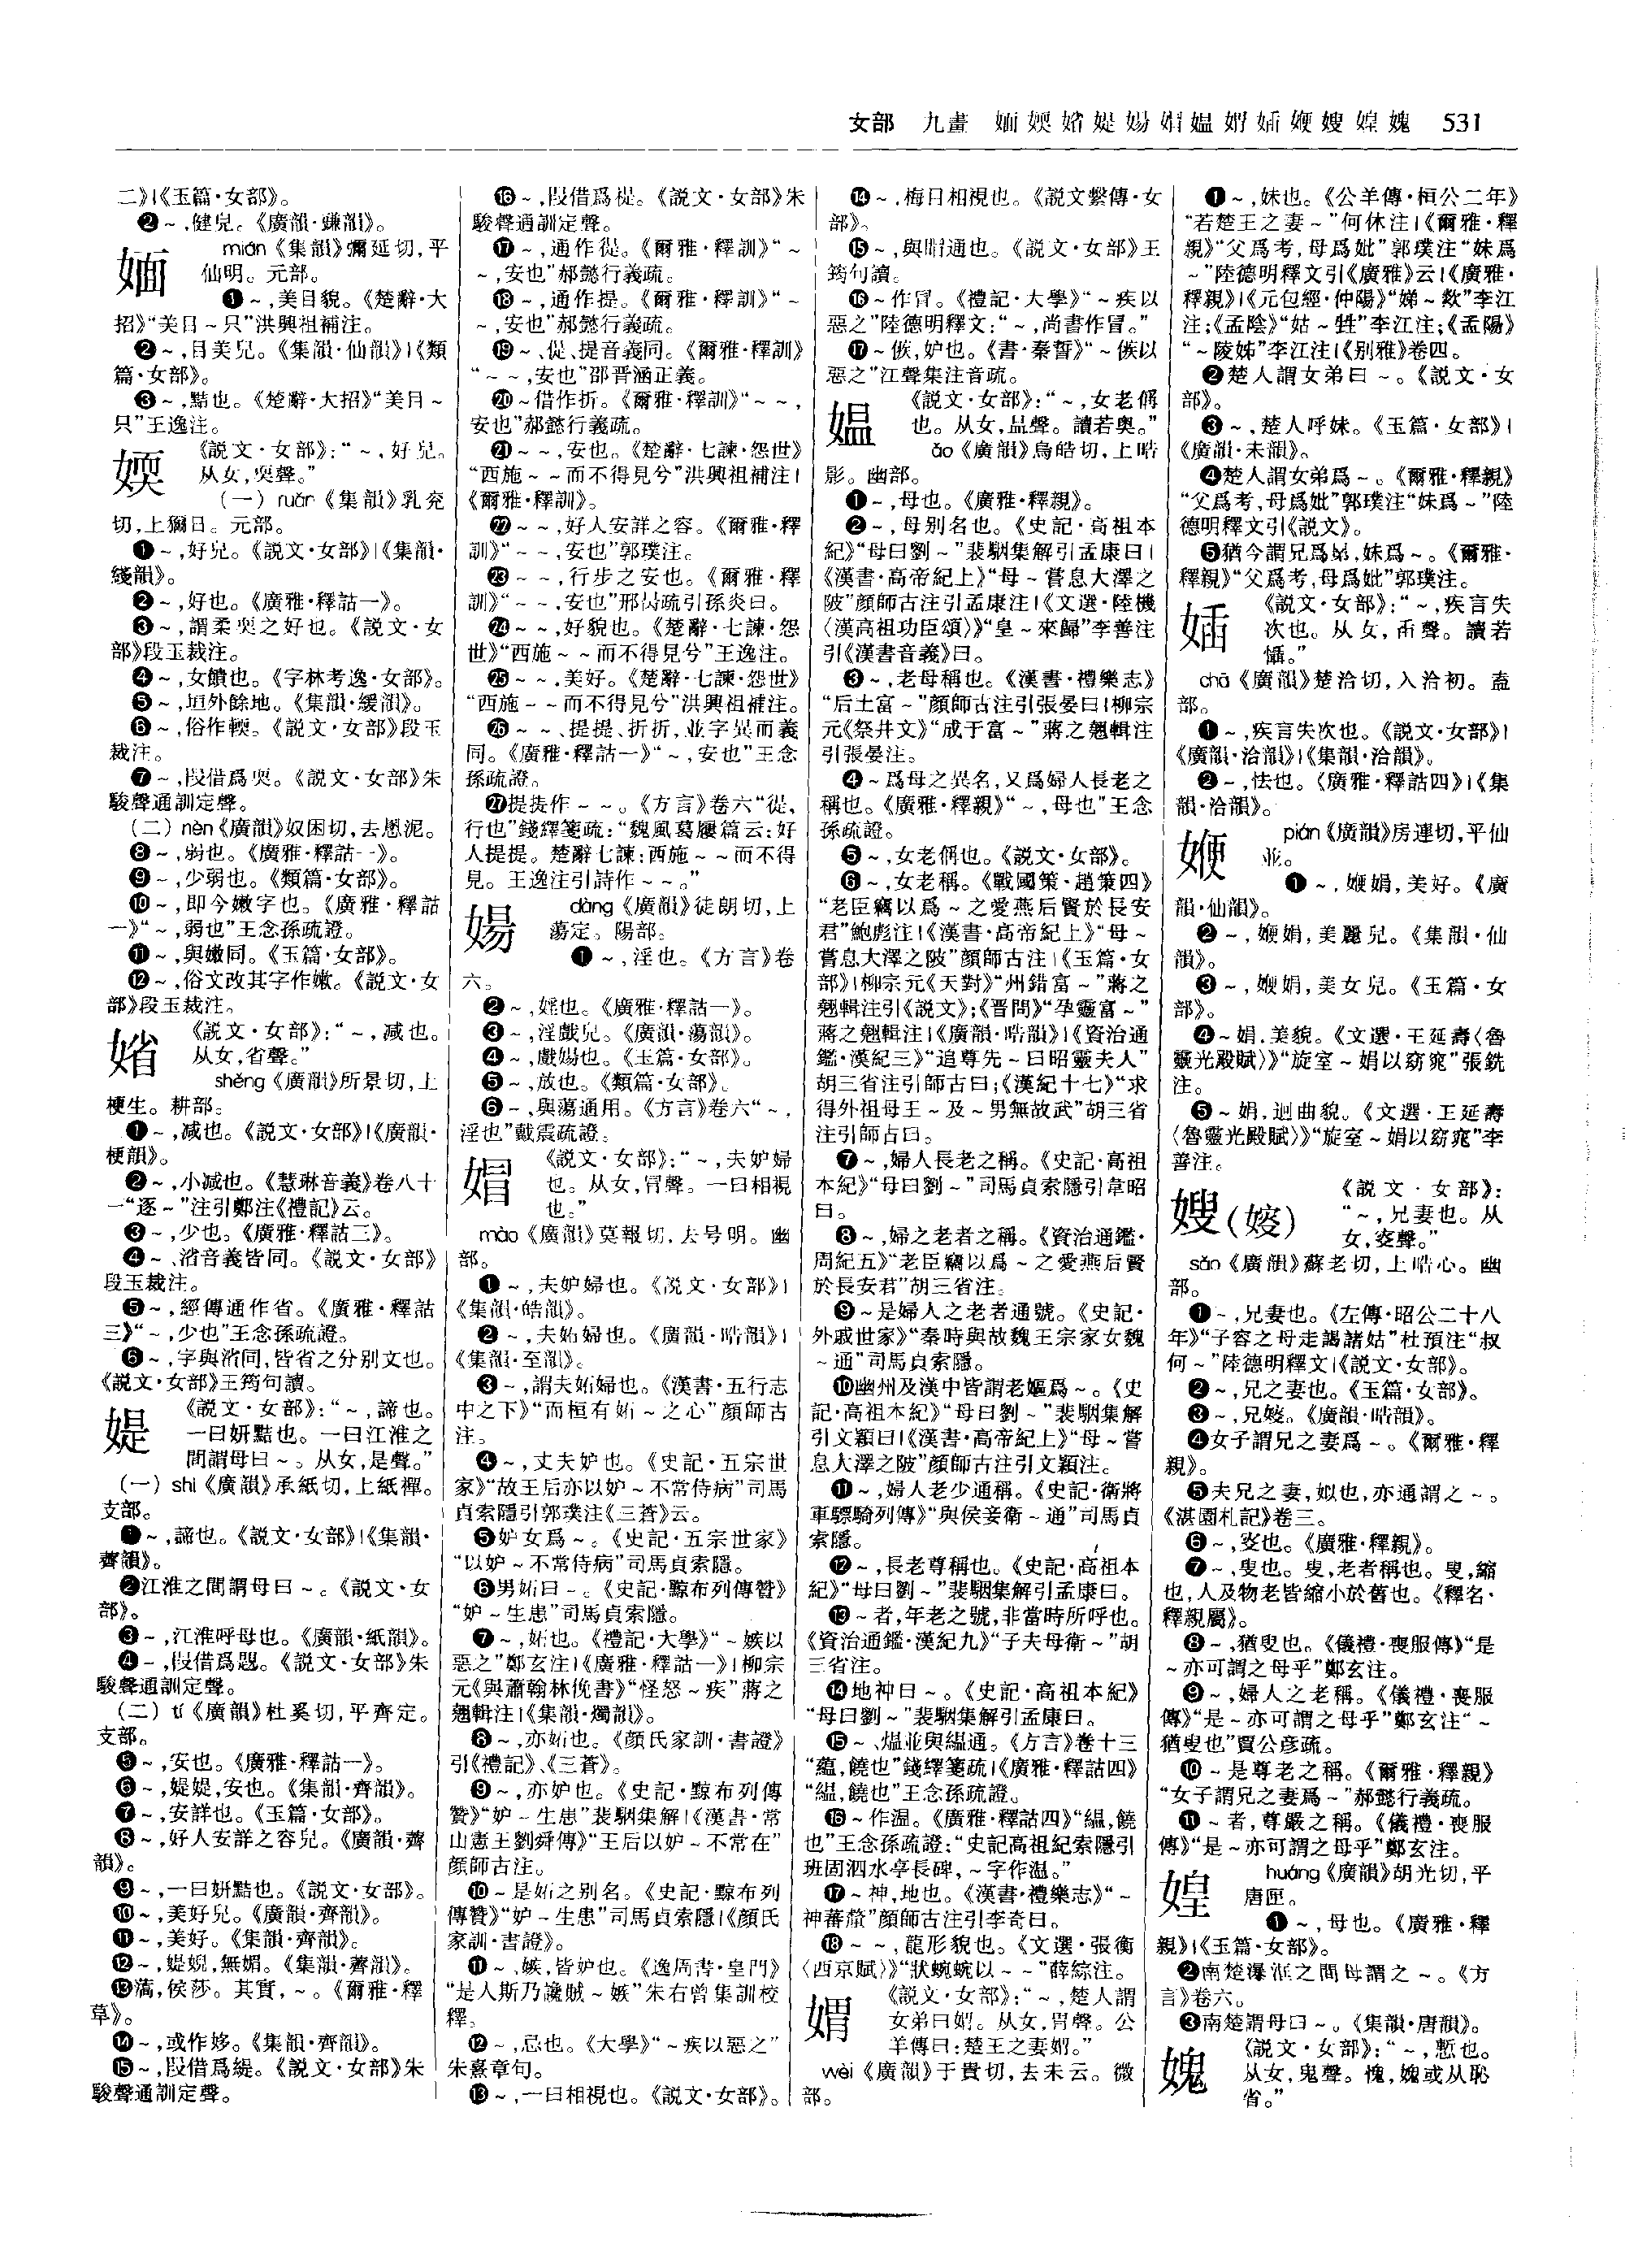 女部 九畫 媔媆媘媞婸媢媪媦婳媥嫂媓媿 531
二》|《玉篇·女部》。
❷~,健皃。《廣韻·鹽韻》。
媔
mián《集韻》彌延切,平
仙明。元部。
❶~,美目貌。《楚辭·大
招》“美目~只”洪興祖補注。
❷~,目美皃。《集韻·仙韻》|《類
篇·女部》。
❸~,黠也。《楚辭·大招》“美目~
只”王逸注。
媆
《説文·女部》:“~,好皃。
从女,耎聲。”
(一)ruǎn《集韻》乳兗
切,上獮日。元部。
❶~,好皃。《説文·女部》|《集韻·
緩韻》。
❷~,好也。《廣雅·釋詁一》。
❸~,謂柔耎之好也。《説文·女
部》段玉裁注。
❹~,女饋也。《字林考逸·女部》。
❺~,垣外餘地。《集韻·緩韻》。
❻~,俗作輭。《説文·女部》段玉
裁注。
❼~,叚借爲耎。《説文·女部》朱
駿聲通訓定聲。
(二)nèn《廣韻》奴困切,去慁泥。
❽~,弱也。《廣雅·釋詁一》。
❾~,少弱也。《類篇·女部》。
❿~,即今嫩字也。《廣雅·釋詁
一》“~,弱也”王念孫疏證。
⓫~,與嫩同。《玉篇·女部》。
⓬~,俗文改其字作嫰。《説文·女
部》段玉裁注。
媘
《説文·女部》:“~,減也。
从女,省聲。”
shěng《廣韻》所景切,上
梗生。耕部。
❶~,减也。《説文·女部》|《廣韻·
梗韻》。
❷~,小减也。《慧琳音義》卷八十
一“逐~”注引鄭注《禮記》云。
❸~,少也。《廣雅·釋詁二》。
❹~、渻音義皆同。《説文·女部》
段玉裁注。
❺~,經傳通作省。《廣雅·釋詁
三》“~,少也”王念孫疏證。
❻~,字與渻同,皆省之分别文也。
《説文·女部》王筠句讀。
媞
《説文·女部》:“~,諦也。
一曰妍黠也。一曰江淮之
間謂母曰~。从女,是聲。”
(一)shì《廣韻》承紙切,上紙禪。
支部。
❶~,諦也。《説文·女部》|《集韻·
薺韻》。
❷江淮之間謂母曰~。《説文·女
部》。
❸~,江淮呼母也。《廣韻·紙韻》。
❹~,叚借爲諟。《説文·女部》朱
駿聲通訓定聲。
(二)tí《廣韻》杜奚切,平齊定。
支部。
❺~,安也。《廣雅·釋詁一》。
❻~,媞媞,安也。《集韻·齊韻》。
❼~,安詳也。《玉篇·女部》。
❽~,好人安詳之容皃。《廣韻·薺
韻》。
❾~,一曰妍黠也。《説文·女部》。
❿~,美好皃。《廣韻·齊韻》。
⓫~,美好。《集韻·齊韻》。
⓬~,媞婗,無媚。《集韻·薺韻》。
⓭薃,侯莎。其實,~。《爾雅·釋
草》。
⓮~,或作姼。《集韻·齊韻》。
⓯~,叚借爲緹。《説文·女部》朱
駿聲通訓定聲。
⓰~,叚借爲徥。《説文·女部》朱
駿聲通訓定聲。
⓱~,通作徥。《爾雅·釋訓》“~
~,安也”郝懿行義疏。
⓲~,通作提。《爾雅·釋訓》“~
~,安也”郝懿行義疏。
⓳~、徥、提音義同。《爾雅·釋訓》
“~~,安也”邵晋涵正義。
⓴~借作折。《爾雅·釋訓》“~~,
安也”郝懿行義疏。
㉑~~,安也。《楚辭·七諫·怨世》
“西施~~而不得見兮”洪興祖補注|
《爾雅·釋訓》。
㉒~~,好人安詳之容。《爾雅·釋
訓》“~~,安也”郭璞注。
㉓~~,行步之安也。《爾雅·釋
訓》“~~,安也”邢昺疏引孫炎曰。
㉔~~,好貌也。《楚辭·七諫·怨
世》“西施~~而不得見兮”王逸注。
㉕~~,美好。《楚辭·七諫·怨世》
“西施~~而不得見兮”洪興祖補注。
㉖~~、提提、折折,並字異而義
同。《廣雅·釋詁一》“~,安也”王念
孫疏證。
㉗提提作~~。《方言》卷六“徥,
行也”錢繹箋疏:“魏風葛屨篇云:好
人提提。楚辭七諫:西施~~而不得
見。王逸注引詩作~~。”
婸
dàng《廣韻》徒朗切,上
蕩定。陽部。
❶~,淫也。《方言》卷
六。
❷~,婬也。《廣雅·釋詁一》。
❸~,淫戲皃。《廣韻·蕩韻》。
❹~,戲婸也。《玉篇·女部》。
❺~,放也。《類篇·女部》。
❻~,與蕩通用。《方言》卷六“~,
淫也”戴震疏證。
媢
《説文·女部》:“~,夫妒婦
也。从女,冒聲。一曰相視
也。”
mào《廣韻》莫報切,去号明。幽
部。
❶~,夫妒婦也。《説文·女部》|
《集韻·皓韻》。
❷~,夫妬婦也。《廣韻·晧韻》|
《集韻·至韻》。
❸~,謂夫妬婦也。《漢書·五行志
中之下》“而桓有妬~之心”顔師古
注。
❹~,丈夫妒也。《史記·五宗世
家》“故王后亦以妒~不常侍病”司馬
貞索隱引郭璞注《三蒼》云。
❺妒女爲~。《史記·五宗世家》
“以妒~不常侍病”司馬貞索隱。
❻男妬曰~。《史記·黥布列傳贊》
“妒~生患”司馬貞索隱。
❼~,妬也。《禮記·大學》“~嫉以
惡之”鄭玄注|《廣雅·釋詁一》|柳宗
元《與蕭翰林俛書》“怪怒~疾”蔣之
翹輯注|《集韻·燭韻》。
❽~,亦妬也。《顔氏家訓·書證》
引《禮記》、《三蒼》。
❾~,亦妒也。《史記·黥布列傳
贊》“妒~生患”裴駰集解|《漢書·常
山憲王劉舜傳》“王后以妒~不常在”
顔師古注。
❿~是妬之别名。《史記·黥布列
傳贊》“妒~生患”司馬貞索隱|《顔氏
家訓·書證》。
⓫~、嫉,皆妒也。《逸周書·皇門》
“是人斯乃讒賊~嫉”朱右曾集訓校
釋。
⓬~,忌也。《大學》“~疾以惡之”
朱熹章句。
⓭~,一曰相視也。《説文·女部》。
⓮~,梅目相視也。《説文繫傳·女
部》。
⓯~,與䀤通也。《説文·女部》王
筠句讀。
⓰~作冒。《禮記·大學》“~疾以
惡之”陸德明釋文:“~,尚書作冒。”
⓱~㑵,妒也。《書·秦誓》“~㑵以
惡之”江聲集注音疏。
媪
《説文·女部》:“~,女老偁
也。从女,昷聲。讀若奥。”
ǎo《廣韻》烏皓切,上晧
影。幽部。
❶~,母也。《廣雅·釋親》。
❷~,母别名也。《史記·高祖本
紀》“母曰劉~”裴駰集解引孟康曰|
《漢書·高帝紀上》“母~嘗息大澤之
陂”顔師古注引孟康注|《文選·陸機
〈漢高祖功臣頌〉》“皇~來歸”李善注
引《漢書音義》曰。
❸~,老母稱也。《漢書·禮樂志》
“后土富~”顔師古注引張晏曰|柳宗
元《祭井文》“成于富~”蔣之翹輯注
引張晏注。
❹~爲母之異名,又爲婦人長老之
稱也。《廣雅·釋親》“~,母也”王念
孫疏證。
❺~,女老偁也。《説文·女部》。
❻~,女老稱。《戰國策·趙策四》
“老臣竊以爲~之愛燕后賢於長安
君”鮑彪注|《漢書·高帝紀上》“母~
嘗息大澤之陂”顔師古注|《玉篇·女
部》|柳宗元《天對》“州錯富~”蔣之
翹輯注引《説文》;《晋問》“孕靈富~”
蔣之翹輯注|《廣韻·晧韻》|《資治通
鑑·漢紀三》“追尊先~曰昭靈夫人”
胡三省注引師古曰;《漢紀十七》“求
得外祖母王~及~男無故武”胡三省
注引師古曰。
❼~,婦人長老之稱。《史記·高祖
本紀》“母曰劉~”司馬貞索隱引韋昭
曰。
❽~,婦之老者之稱。《資治通鑑·
周紀五》“老臣竊以爲~之愛燕后賢
於長安君”胡三省注。
❾~是婦人之老者通號。《史記·
外戚世家》“秦時與故魏王宗家女魏
~通”司馬貞索隱。
❿幽州及漢中皆謂老嫗爲~。《史
記·高祖本紀》“母曰劉~”裴駰集解
引文穎曰|《漢書·高帝紀上》“母~嘗
息大澤之陂”顔師古注引文穎注。
⓫~,婦人老少通稱。《史記·衛將
軍驃騎列傳》“與侯妾衛~通”司馬貞
索隱。
⓬~,長老尊稱也。《史記·高祖本
紀》“母曰劉~”裴駰集解引孟康曰。
⓭~者,年老之號,非當時所呼也。
《資治通鑑·漢紀九》“子夫母衛~”胡
三省注。
⓮地神曰~。《史記·高祖本紀》
“母曰劉~”裴駰集解引孟康曰。
⓯~、煴並與緼通。《方言》卷十三
“藴,饒也”錢繹箋疏|《廣雅·釋詁四》
“緼,饒也”王念孫疏證。
⓰~作温。《廣雅·釋詁四》“緼,饒
也”王念孫疏證:“史記高祖紀索隱引
班固泗水亭長碑,~字作温。”
⓱~神,地也。《漢書·禮樂志》“~
神蕃釐”顔師古注引李奇曰。
⓲~~,龍形貌也。《文選·張衡
〈西京賦〉》“狀蜿蜿以~~”薛綜注。
媦
《説文·女部》:“~,楚人謂
女弟曰媦。从女,胃聲。公
羊傳曰:楚王之妻媦。”
wèi《廣韻》于貴切,去未云。微
部。
❶~,妹也。《公羊傳·桓公二年》
“若楚王之妻~”何休注|《爾雅·釋
親》“父爲考,母爲妣”郭璞注“妹爲
~”陸德明釋文引《廣雅》云|《廣雅·
釋親》|《元包經·仲陽》“娣~歎”李江
注;《孟陰》“姑~甡”李江注;《孟陽》
“~陵姊”李江注|《别雅》卷四。
❷楚人謂女弟曰~。《説文·女
部》。
❸~,楚人呼妹。《玉篇·女部》|
《廣韻·未韻》。
❹楚人謂女弟爲~。《爾雅·釋親》
“父爲考,母爲妣”郭璞注“妹爲~”陸
德明釋文引《説文》。
❺猶今謂兄爲䍛,妹爲~。《爾雅·
釋親》“父爲考,母爲妣”郭璞注。
《説文·女部》:“~,疾言失
次也。从女,臿聲。讀若
懾。”
chā《廣韻》楚洽切,入洽初。盍
部。
❶~,疾言失次也。《説文·女部》|
《廣韻·洽韻》|《集韻·洽韻》。
❷~,怯也。《廣雅·釋詁四》|《集
韻·洽韻》。
㛹
pián《廣韻》房連切,平仙
並。
❶~,㛹娟,美好。《廣
韻·仙韻》。
❷~,㛹娟,美麗皃。《集韻·仙
韻》。
❸~,㛹娟,美女皃。《玉篇·女
部》。
❹~娟,美貌。《文選·王延壽〈魯
靈光殿賦〉》“旋室~娟以窈窕”張銑
注。
❺~娟,迴曲貌。《文選·王延壽
〈魯靈光殿賦〉》“旋室~娟以窈窕”李
善注。
嫂(㛮)
《説文·女部》:
“~,兄妻也。从
女,叜聲。”
sǎo《廣韻》蘇老切,上晧心。幽
部。
❶~,兄妻也。《左傳·昭公二十八
年》“子容之母走謁諸姑”杜預注“叔
向~”陸德明釋文|《説文·女部》。
❷~,兄之妻也。《玉篇·女部》。
❸~,兄㛮。《廣韻·晧韻》。
❹女子謂兄之妻爲~。《爾雅·釋
親》。
❺夫兄之妻,姒也,亦通謂之~。
《湛園札記》卷三。
❻~,叜也。《廣雅·釋親》。
❼~,叟也。叟,老者稱也。叟,縮
也,人及物老皆縮小於舊也。《釋名·
釋親屬》。
❽~,猶叟也。《儀禮·喪服傳》“是
~亦可謂之母乎”鄭玄注。
❾~,婦人之老稱。《儀禮·喪服
傳》“是~亦可謂之母乎”鄭玄注“~
猶叟也”賈公彦疏。
❿~是尊老之稱。《爾雅·釋親》
“女子謂兄之妻爲~”郝懿行義疏。
⓫~者,尊嚴之稱。《儀禮·喪服
傳》“是~亦可謂之母乎”鄭玄注。
媓
huáng《廣韻》胡光切,平
唐匣。
❶~,母也。《廣雅·釋
親》|《玉篇·女部》。
❷南楚瀑洭之間母謂之~。《方
言》卷六。
❸南楚謂母曰~。《集韻·唐韻》。
媿
《説文·女部》:“~,慙也。
从女,鬼聲。愧,媿或从恥
省。”